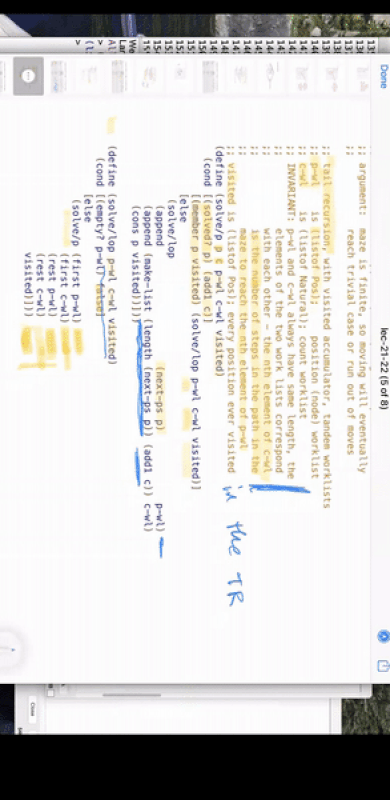 Done
lec-21-22 (5 of 8)
;; argument: maze is finite, so moving will eventually
;; reach trivial case or run out of moves
;; tail recursion, with visited accumulator, tandem worklists
;; p-wl is (listof Pos); position (node) worklist
;; c-wl is (listof Natural); count worklist
;; INVARIANT: p-wl and c-wl always have same length, the
;; elements of the two work lists correspond
;; with each other. the nth element of c-wl
;; is the number of steps in the path in the
;; maze to reach the nth element of p-wl
;; visited is (listof Pos); every position ever visited
in the TR
(define (solve/p p c p-wl c-wl visited)
(cond [(solved? p) (add1 c)]
[(member p visited) (solve/lop p-wl c-wl visited)]
[else
(solve/lop
(append (next-ps p) p-wl)
(append (make-list (length (next-ps p)) (add1 c)) c-wl)
(cons p visited))]))
(define (solve/lop p-wl c-wl visited)
(cond [(empty? p-wl) false]
[else
(solve/p (first p-wl)
(first c-wl)
(rest p-wl)
(rest c-wl)
visited)]))
Close